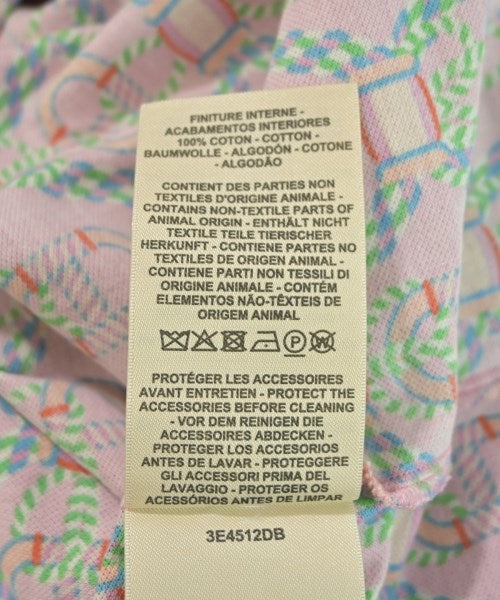 FINITURE INTERNE -
ACABAMENTOS INTERIORES
100% COTON - COTTON -
BAUMWOLLE - ALGODÓN - COTONE
- ALGODÃO
CONTIENT DES PARTIES NON
TEXTILES D'ORIGINE ANIMALE -
CONTAINS NON-TEXTILE PARTS OF
ANIMAL ORIGIN - ENTHÄLT NICHT
TEXTILE TEILE TIERISCHER
HERKUNFT - CONTIENE PARTES NO
TEXTILES DE ORIGEN ANIMAL -
CONTIENE PARTI NON TESSILI DI
ORIGINE ANIMALE - CONTÉM
ELEMENTOS NÃO-TÊXTEIS DE
ORIGEM ANIMAL
PROTÉGER LES ACCESSOIRES
AVANT ENTRETIEN - PROTECT THE
ACCESSORIES BEFORE CLEANING
- VOR DEM REINIGEN DIE
ACCESSOIRES ABDECKEN -
PROTEGER LOS ACCESORIOS
ANTES DE LAVAR - PROTEGGERE
GLI ACCESSORI PRIMA DEL
LAVAGGIO - PROTEGER OS
ACESSÓRIOS ANTES DE LIMPAR
3E4512DB